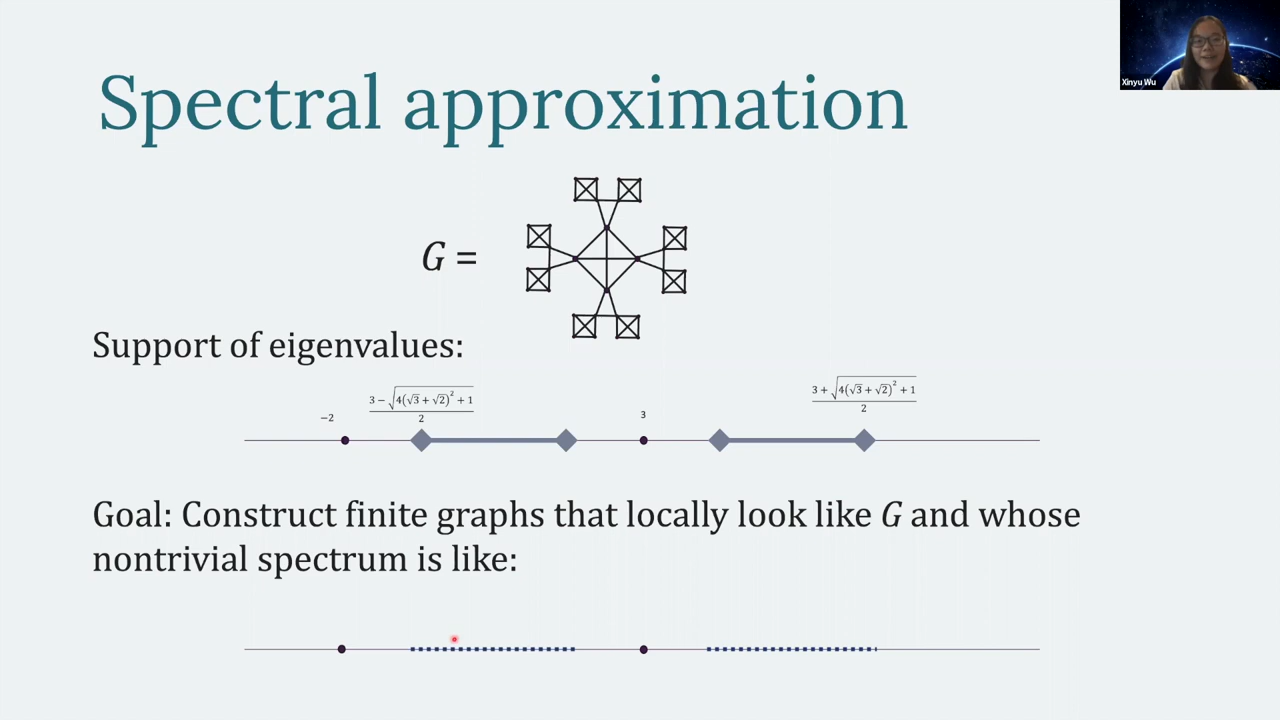 Xinyu Wu
Spectral approximation
G =
Support of eigenvalues:
−2
3 − √4(√3 + √2)² + 1
2
3
3 + √4(√3 + √2)² + 1
2
Goal: Construct finite graphs that locally look like G and whose
nontrivial spectrum is like: